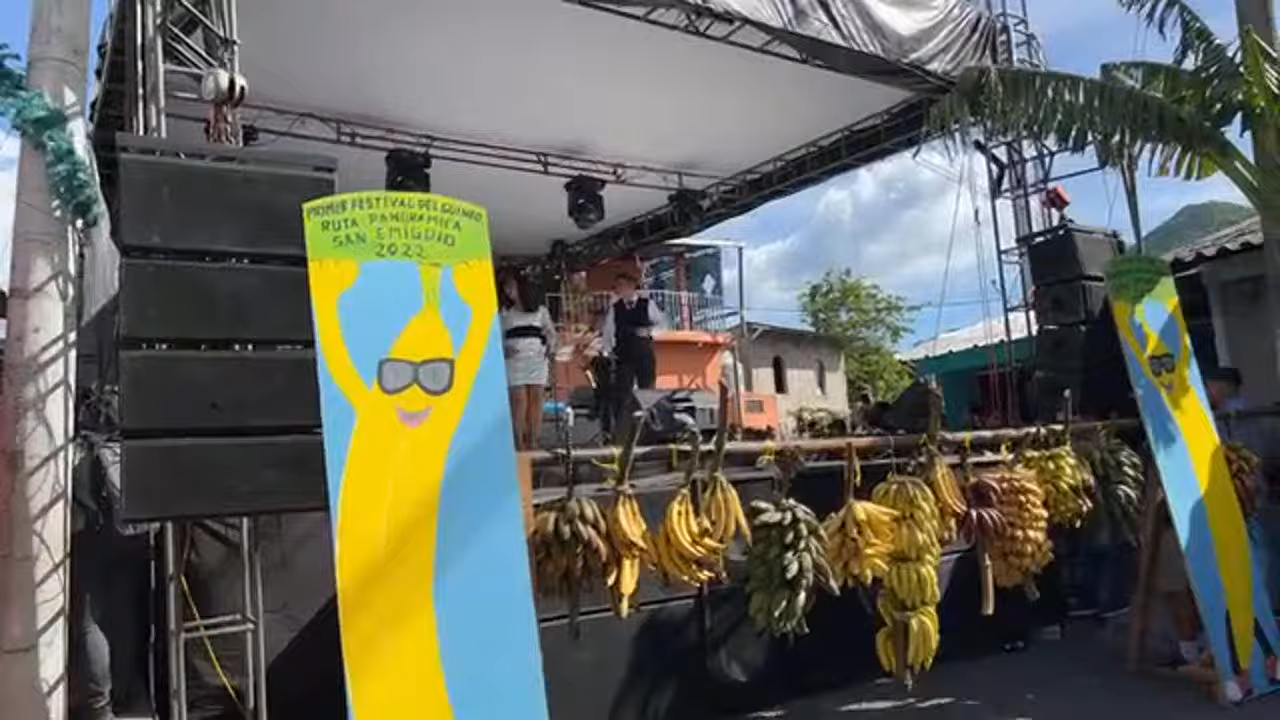 PRIMER FESTIVAL DEL GUINEO
RUTA PANORAMICA
SAN EMIGDIO
2022